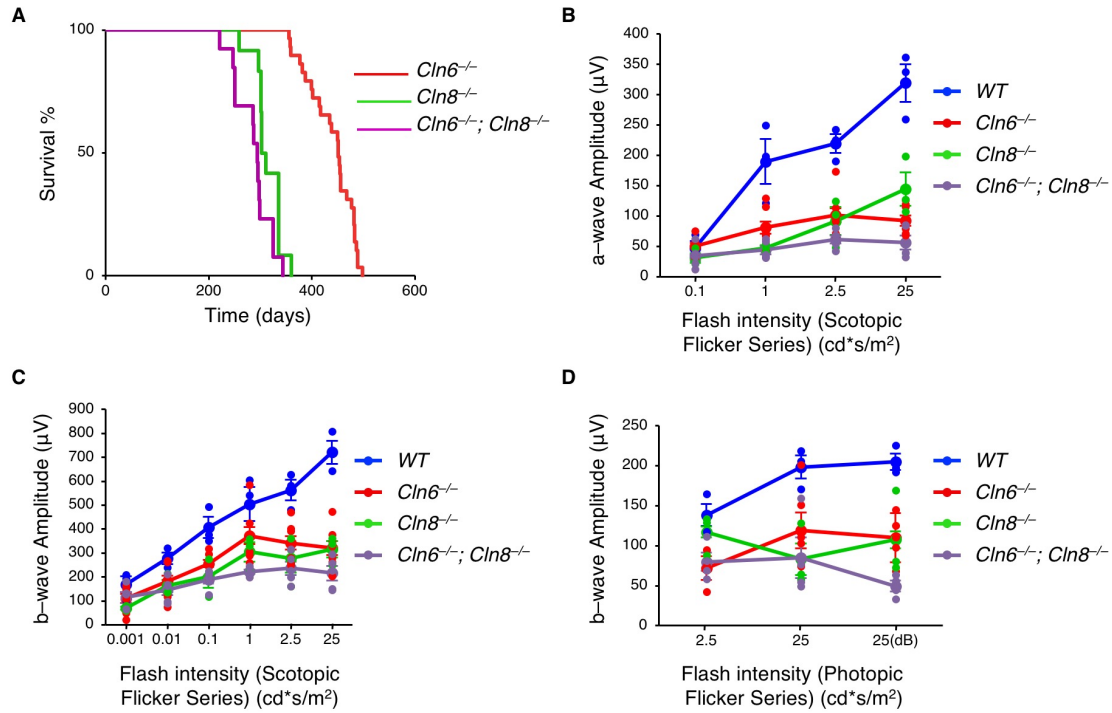 A
100
50
0
Survival %
0
200
400
600
Time (days)
Cln6–/–
Cln8–/–
Cln6–/–; Cln8–/–
B
400
350
300
250
200
150
100
50
0
a–wave Amplitude (µV)
0.1
1
2.5
25
Flash intensity (Scotopic
Flicker Series) (cd*s/m²)
WT
Cln6–/–
Cln8–/–
Cln6–/–; Cln8–/–
C
900
800
700
600
500
400
300
200
100
0
b–wave Amplitude (µV)
0.001
0.01
0.1
1
2.5
25
Flash intensity (Scotopic
Flicker Series) (cd*s/m²)
WT
Cln6–/–
Cln8–/–
Cln6–/–; Cln8–/–
D
250
200
150
100
50
0
b–wave Amplitude (µV)
2.5
25
25(dB)
Flash intensity (Photopic
Flicker Series) (cd*s/m²)
WT
Cln6–/–
Cln8–/–
Cln6–/–; Cln8–/–